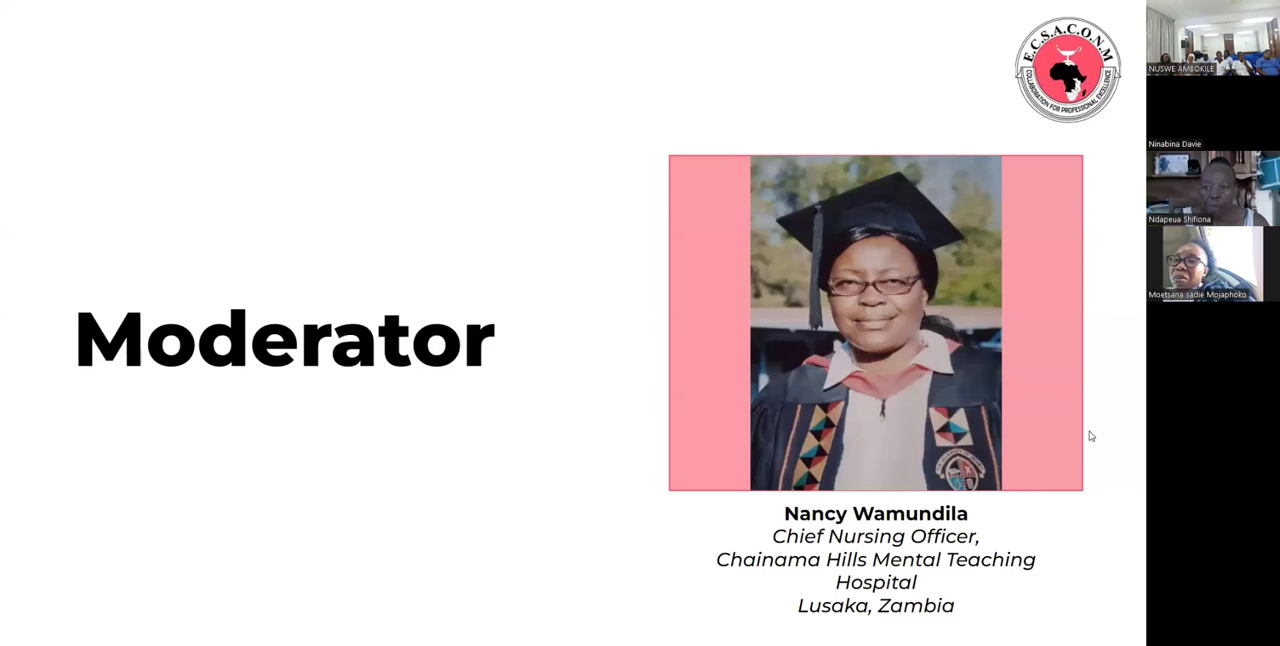 E.C.S.A.C.O.N.M
COLLABORATION FOR PROFESSIONAL EXCELLENCE
Moderator
Nancy Wamundila
Chief Nursing Officer,
Chainama Hills Mental Teaching
Hospital
Lusaka, Zambia
NUSWE AMBOKILE
Ninabina Davie
Ndapeua Shifiona
Moetsana sadie Mojaphoko